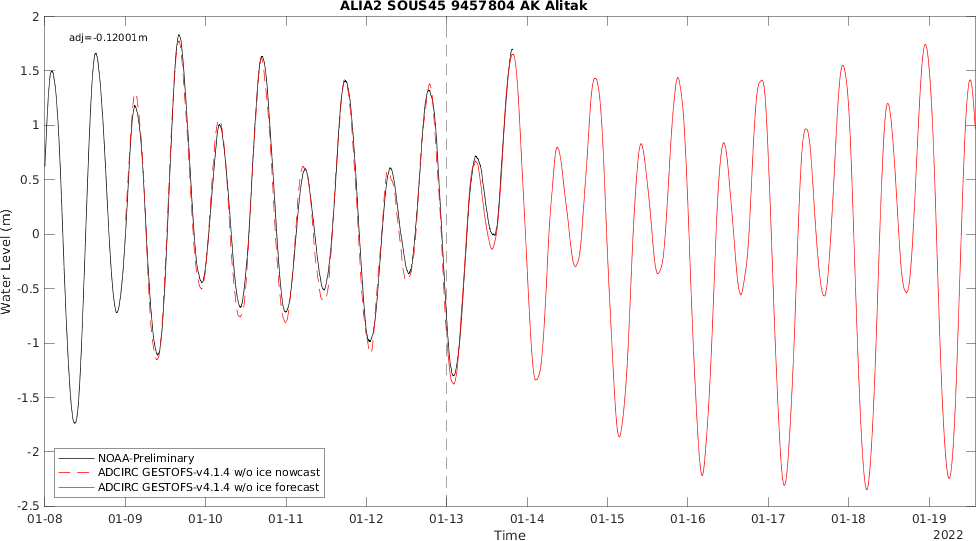 ALIA2 SOUS45 9457804 AK Alitak
adj=-0.12001m
2
1.5
1
0.5
0
-0.5
-1
-1.5
-2
-2.5
Water Level (m)
NOAA-Preliminary
ADCIRC GESTOFS-v4.1.4 w/o ice nowcast
ADCIRC GESTOFS-v4.1.4 w/o ice forecast
01-08 01-09 01-10 01-11 01-12 01-13 01-14 01-15 01-16 01-17 01-18 01-19
Time
2022